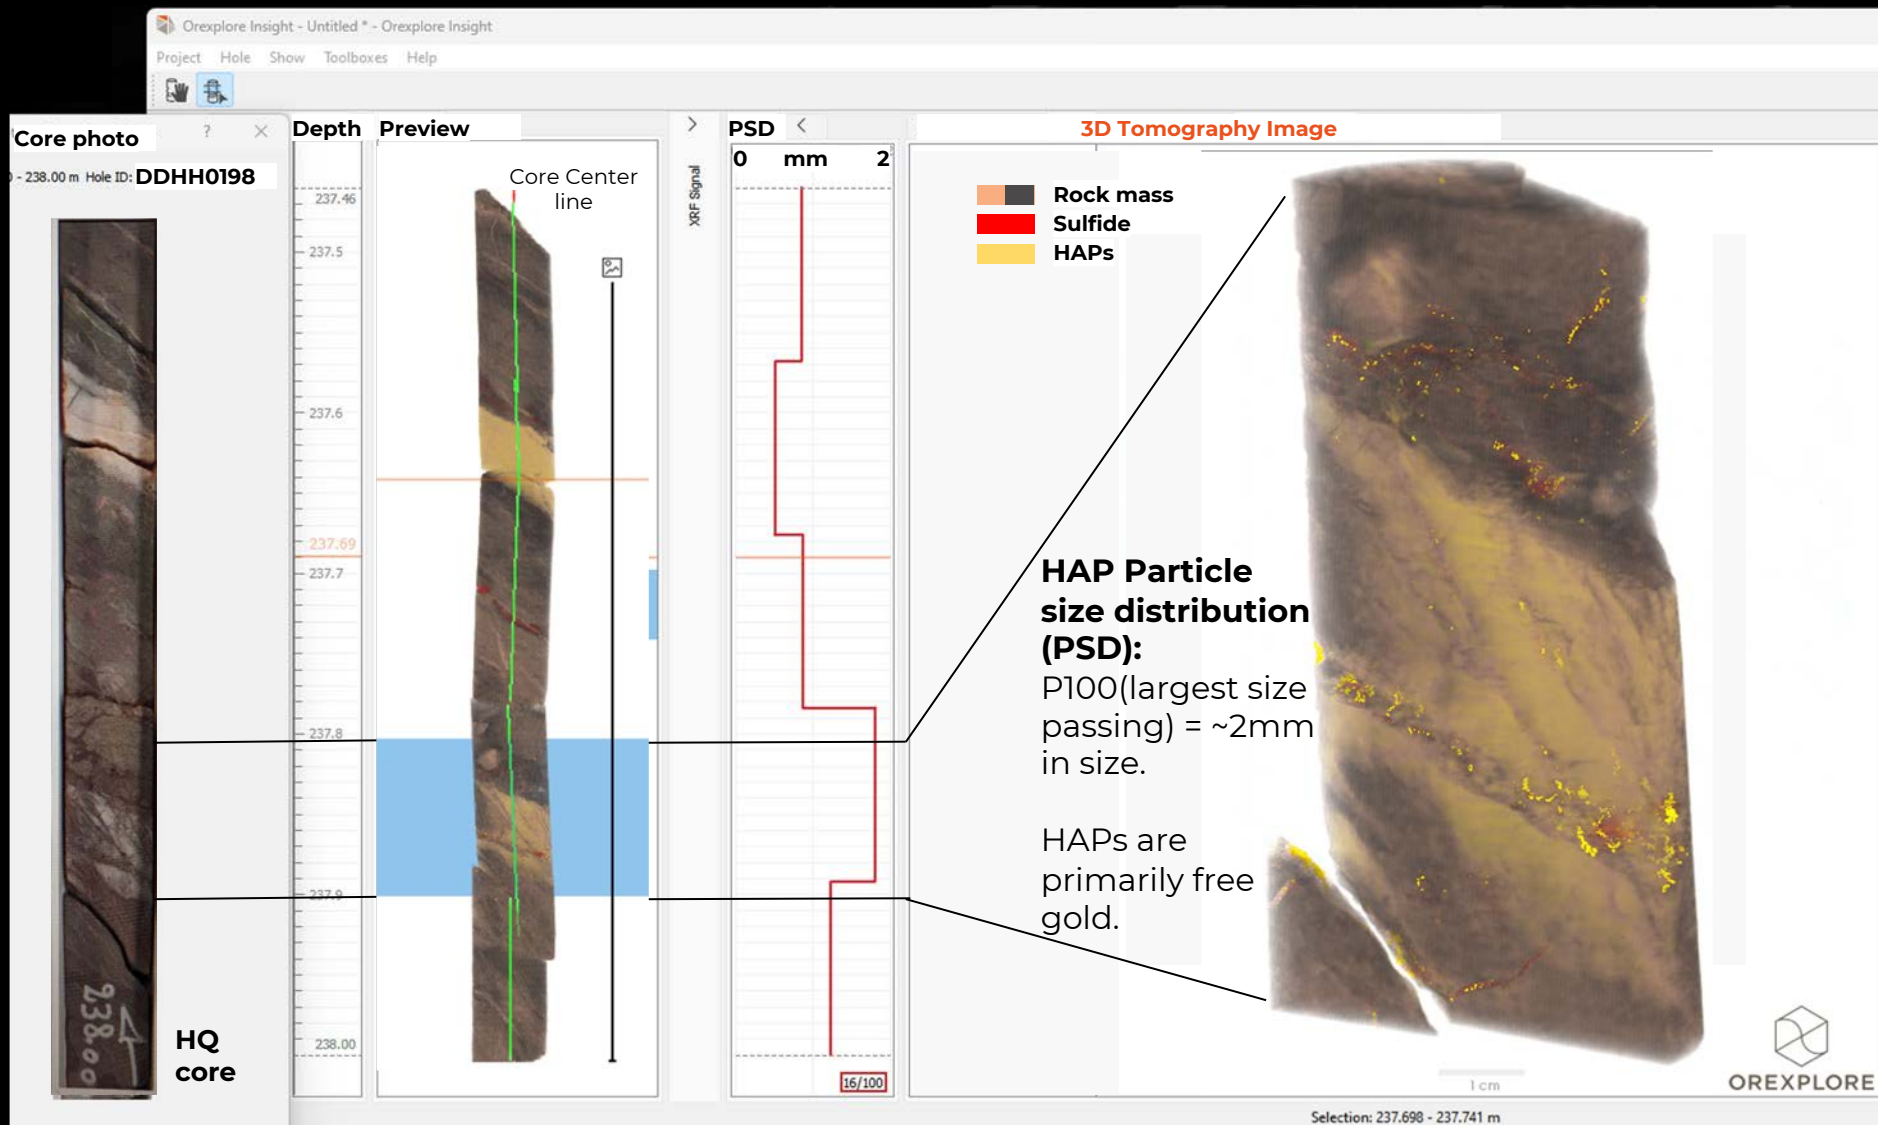 Orexplore Insight - Untitled * - Orexplore Insight
Project Hole Show Toolboxes Help
Core photo
? ×
- 238.00 m Hole ID: DDHH0198
238.00
HQ
core
Depth
237.46
237.5
237.6
237.69
237.7
237.8
237.9
238.00
Preview
Core Center
line
XRF Signal
PSD
0 mm 2
16/100
3D Tomography Image
Rock mass
Sulfide
HAPs
HAP Particle
size distribution
(PSD):
P100(largest size
passing) = ~2mm
in size.
HAPs are
primarily free
gold.
1 cm
OREXPLORE
Selection: 237.698 - 237.741 m